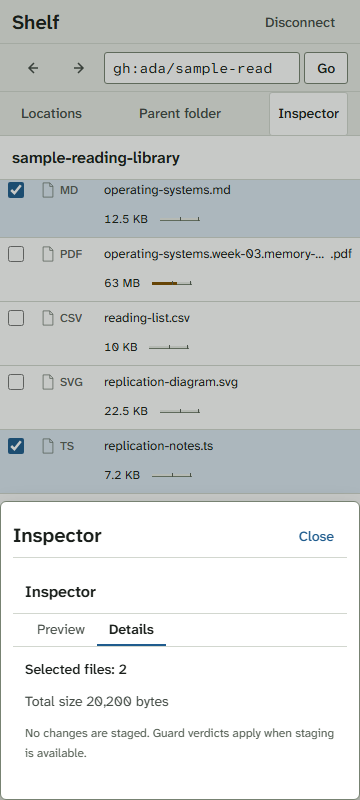 Shelf
Disconnect
← → gh:ada/sample-read Go
Locations Parent folder Inspector
sample-reading-library
MD operating-systems.md
12.5 KB
PDF operating-systems.week-03.memory-... .pdf
63 MB
CSV reading-list.csv
10 KB
SVG replication-diagram.svg
22.5 KB
TS replication-notes.ts
7.2 KB
Inspector Close
Inspector
Preview Details
Selected files: 2
Total size 20,200 bytes
No changes are staged. Guard verdicts apply when staging
is available.